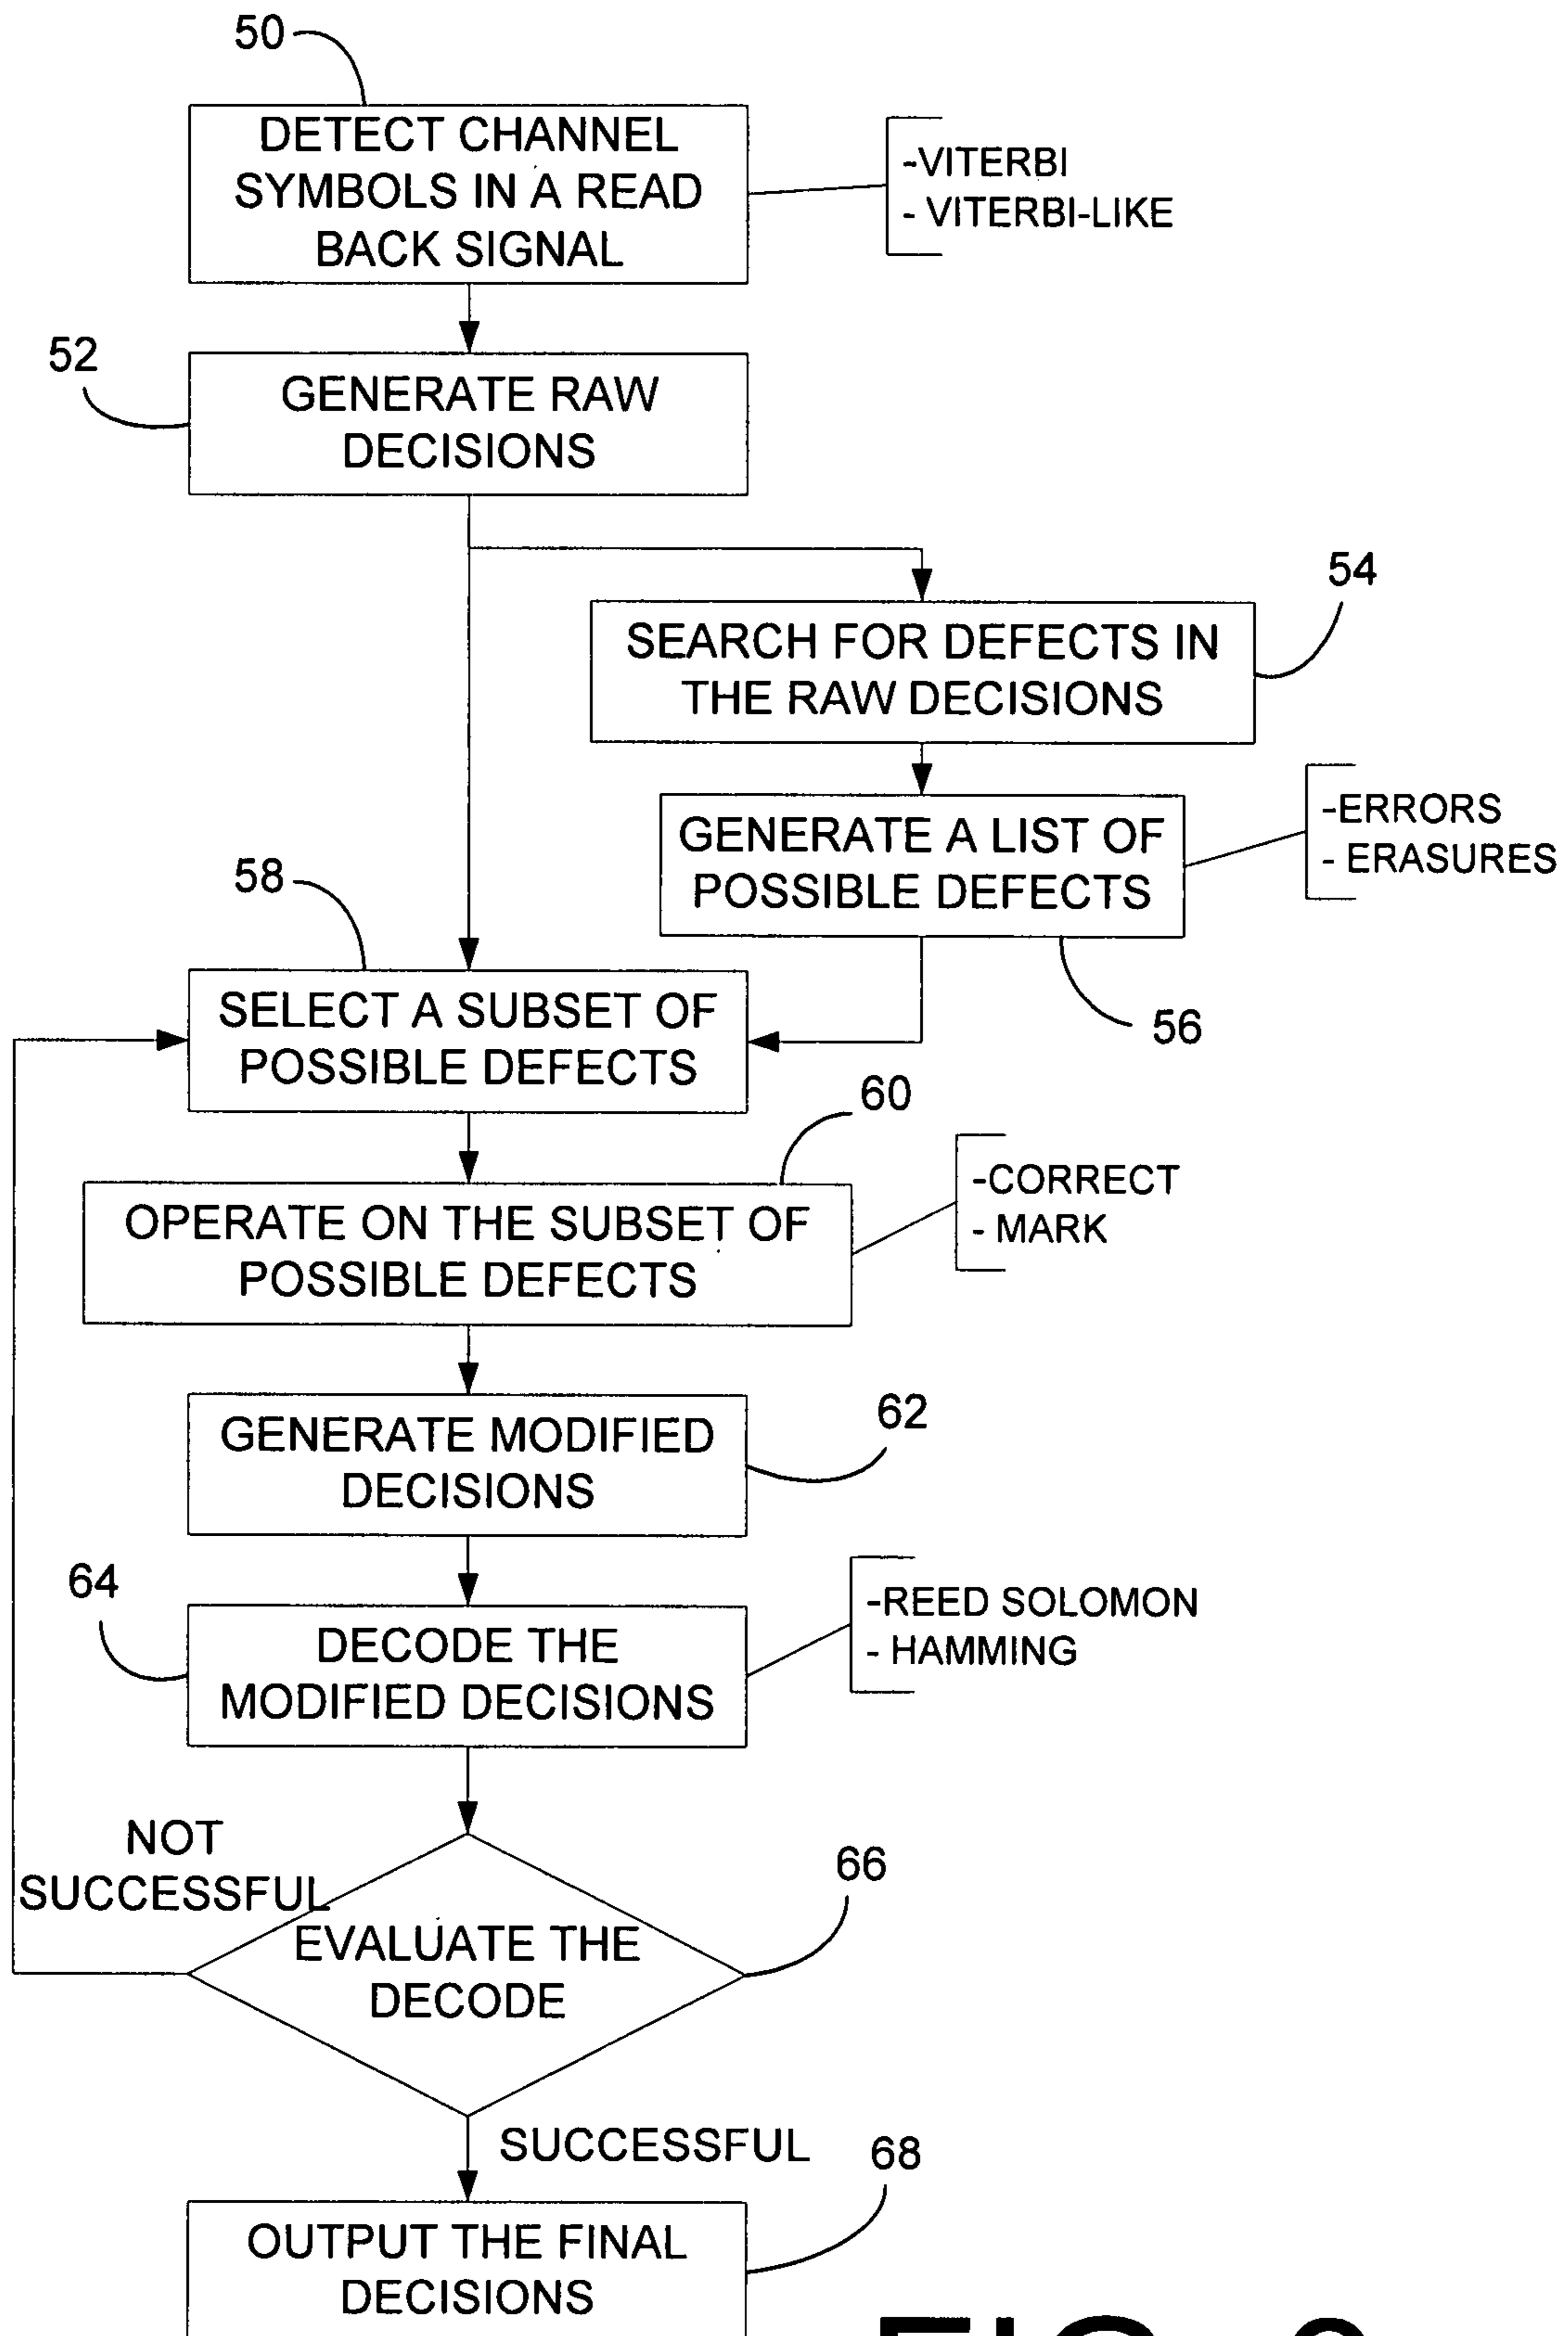 50
DETECT CHANNEL
SYMBOLS IN A READ
BACK SIGNAL
-VITERBI
- VITERBI-LIKE
52
GENERATE RAW
DECISIONS
54
SEARCH FOR DEFECTS IN
THE RAW DECISIONS
GENERATE A LIST OF
POSSIBLE DEFECTS
-ERRORS
- ERASURES
56
58
SELECT A SUBSET OF
POSSIBLE DEFECTS
60
OPERATE ON THE SUBSET OF
POSSIBLE DEFECTS
-CORRECT
- MARK
62
GENERATE MODIFIED
DECISIONS
64
DECODE THE
MODIFIED DECISIONS
-REED SOLOMON
- HAMMING
NOT
SUCCESSFUL
66
EVALUATE THE
DECODE
SUCCESSFUL
68
OUTPUT THE FINAL
DECISIONS